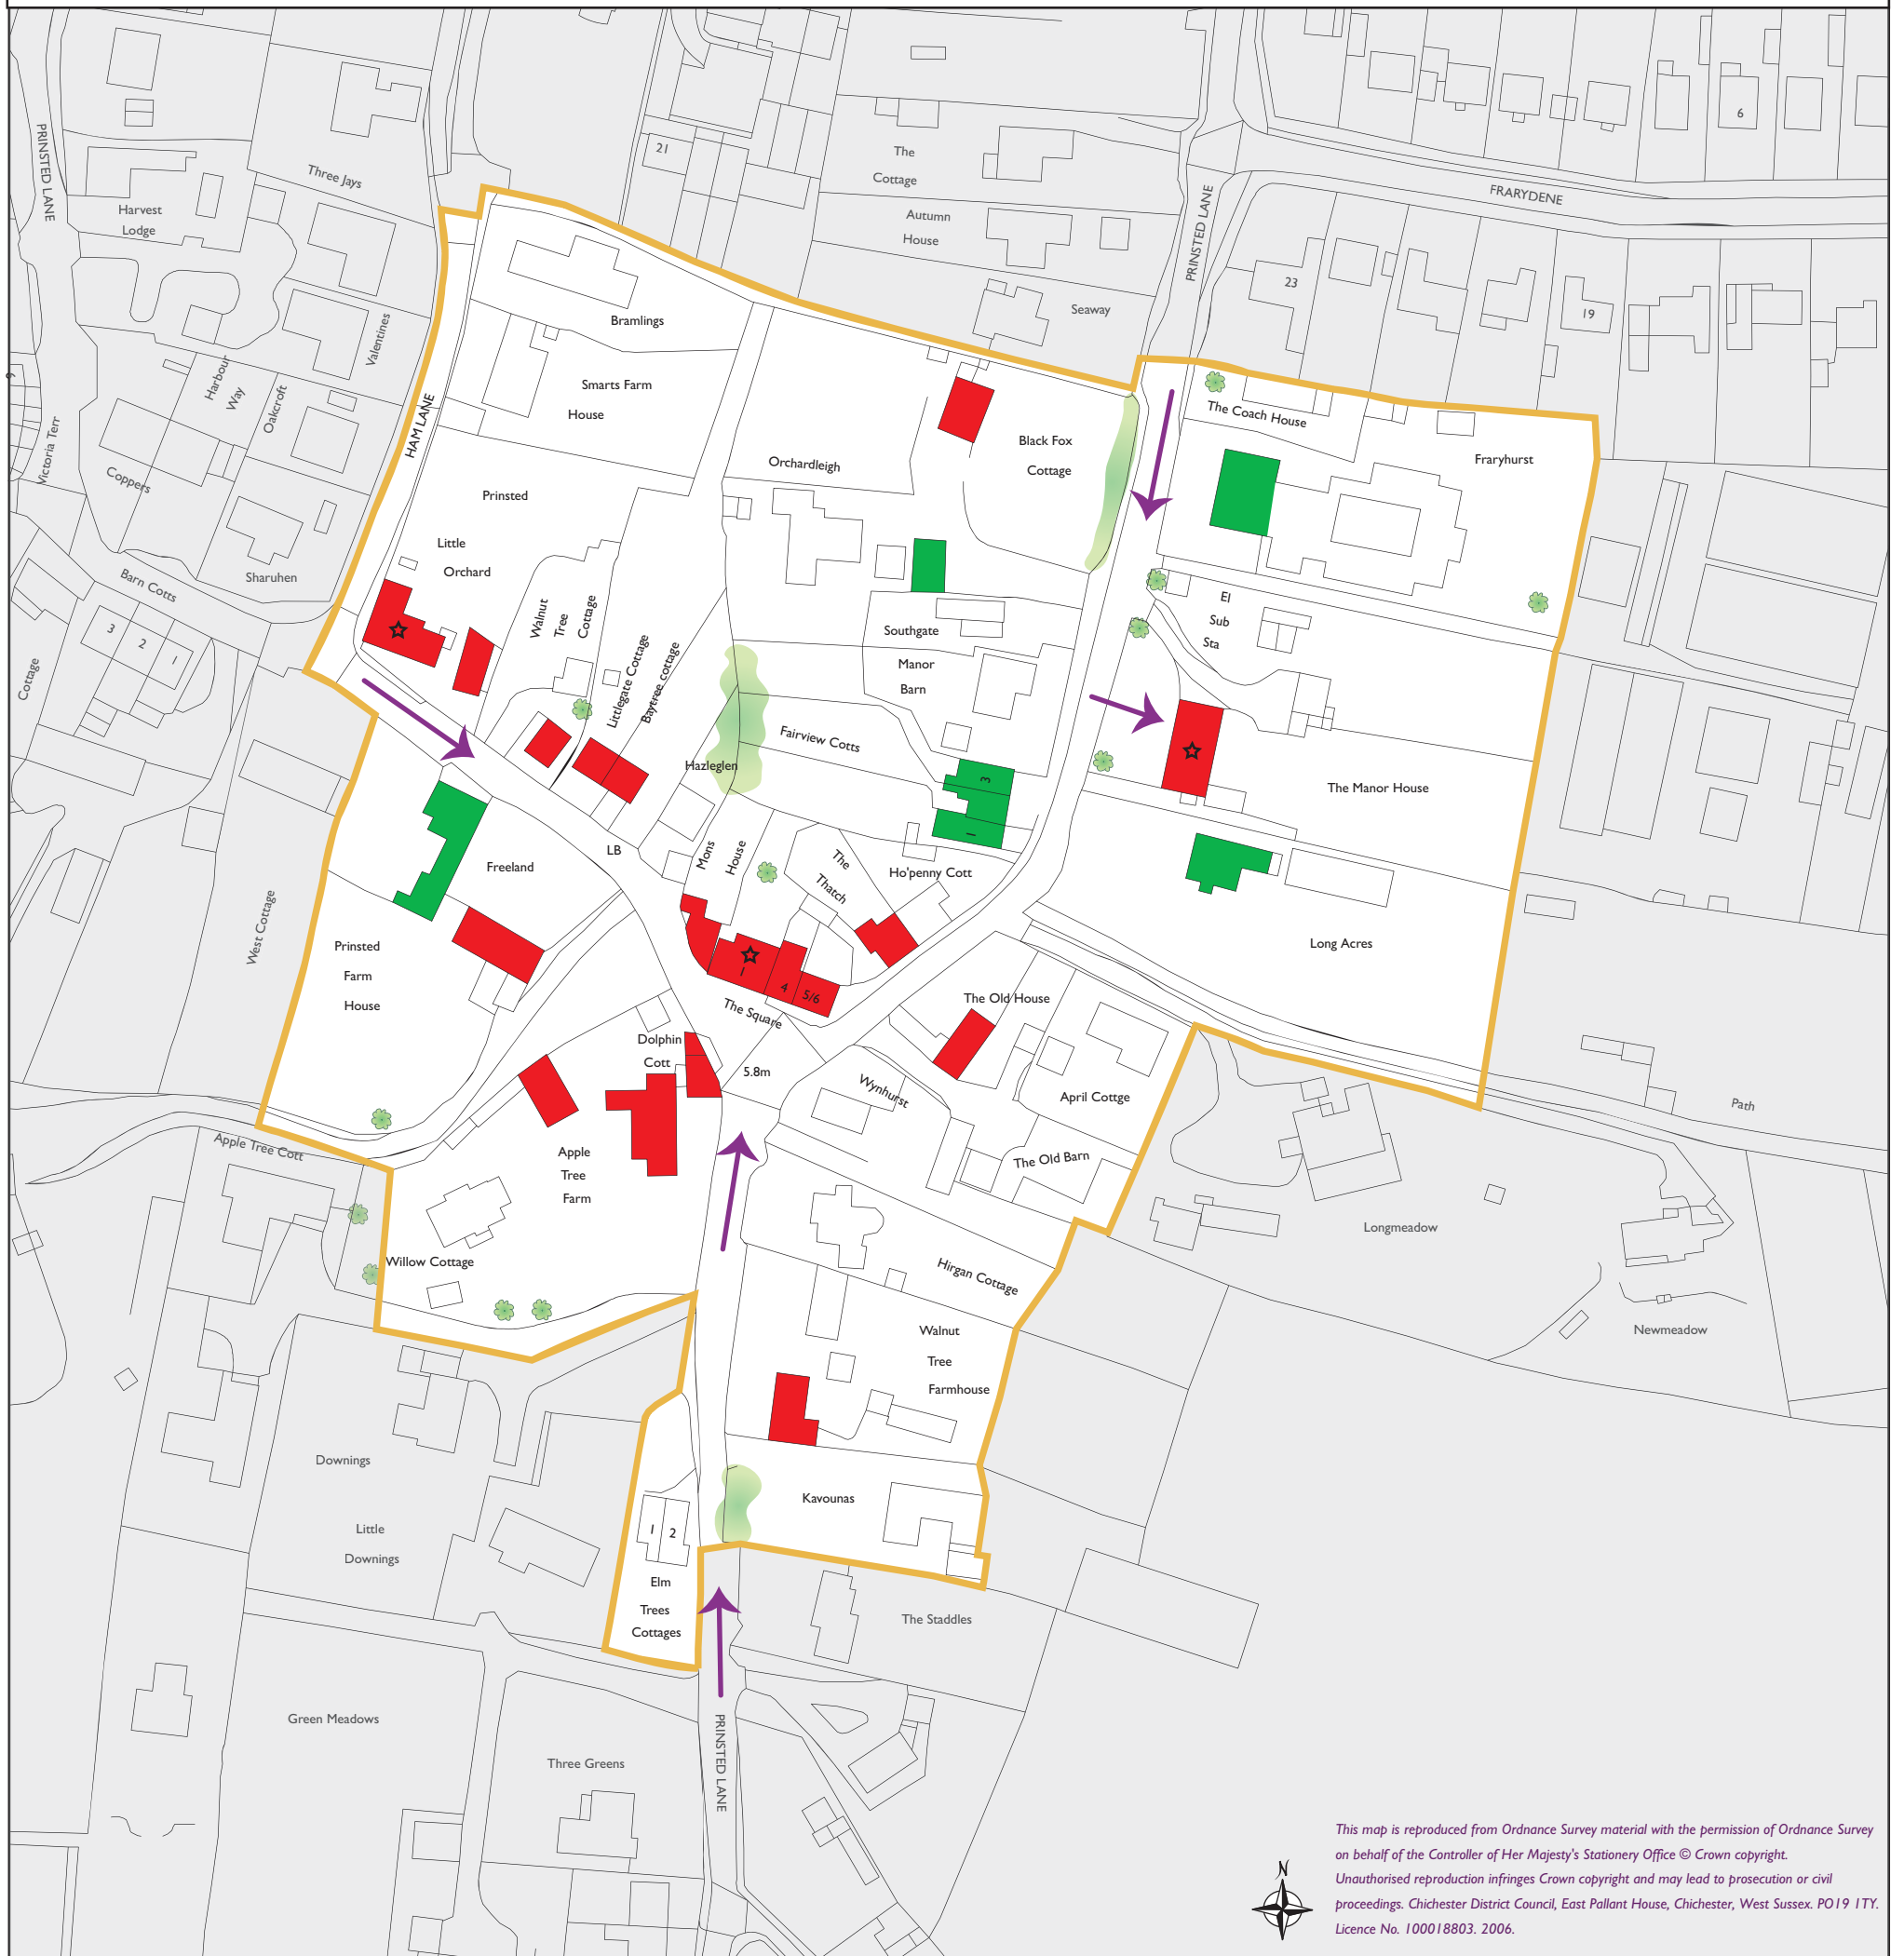 PRINSTED LANE
Three Jays
Harvest
Lodge
21
The
Cottage
Autumn
House
Seaway
PRINSTED LANE
FRARYDENE
6
23
19
Bramlings
Smarts Farm
House
Valentines
Harbour
Way
Oakcroft
HAM LANE
Victoria Terr
Coppers
Sharuhen
Barn Cotts
3
2
1
Cottage
Prinsted
Little
Orchard
Orchardleigh
Black Fox
Cottage
The Coach House
Fraryhurst
Walnut
Tree
Cottage
Littlegate Cottage
Baytree cottage
Southgate
Manor
Barn
El
Sub
Sta
Fairview Cotts
Hazleglen
3
1
The Manor House
LB
Mons
House
The
Thatch
Ho'penny Cott
Freeland
West Cottage
Prinsted
Farm
House
Long Acres
1
4
5/6
The Square
The Old House
Dolphin
Cott
5.8m
Wynhurst
April Cottge
Path
Apple Tree Cott
Apple
Tree
Farm
The Old Barn
Longmeadow
Willow Cottage
Hirgan Cottage
Walnut
Tree
Farmhouse
Newmeadow
Downings
Kavounas
Little
Downings
1
2
Elm
Trees
Cottages
The Staddles
Green Meadows
Three Greens
PRINSTED LANE
N
This map is reproduced from Ordnance Survey material with the permission of Ordnance Survey
on behalf of the Controller of Her Majesty's Stationery Office © Crown copyright.
Unauthorised reproduction infringes Crown copyright and may lead to prosecution or civil
proceedings. Chichester District Council, East Pallant House, Chichester, West Sussex. PO19 1TY.
Licence No. 100018803. 2006.